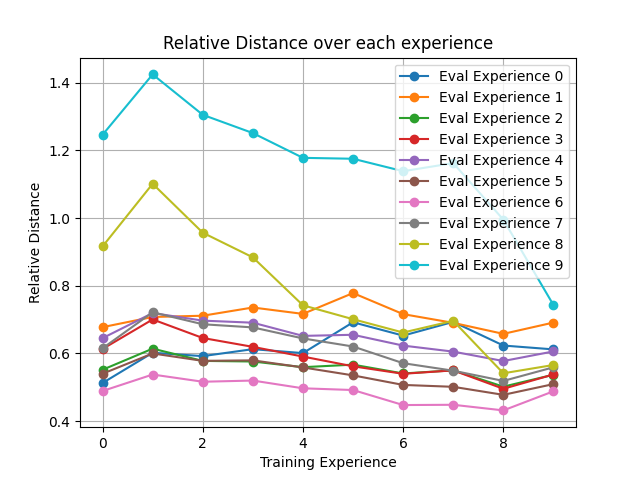 Relative Distance over each experience
Eval Experience 0
Eval Experience 1
Eval Experience 2
Eval Experience 3
Eval Experience 4
Eval Experience 5
Eval Experience 6
Eval Experience 7
Eval Experience 8
Eval Experience 9
Relative Distance
1.4
1.2
1.0
0.8
0.6
0.4
0 2 4 6 8
Training Experience